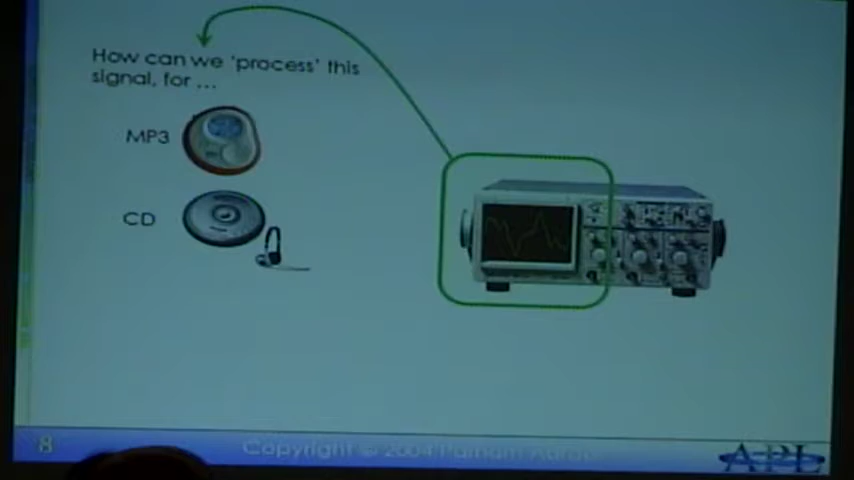 How can we 'process' this
signal, for ...
MP3
CD
8
Copyright © 2004
APL